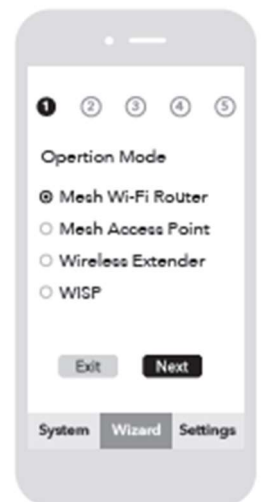 1 2 3 4 5
Opertion Mode
Mesh Wi-Fi Router
Mesh Access Point
Wireless Extender
WISP
Exit Next
System Wizard Settings